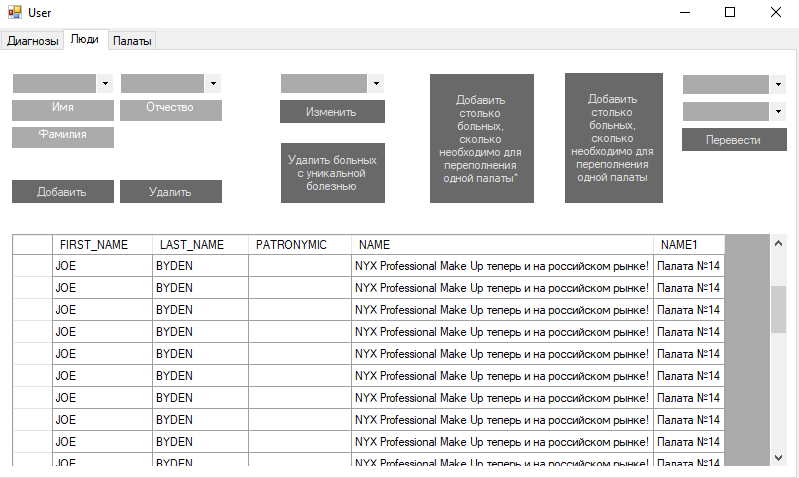 User
Диагнозы Люди Палаты
Имя Отчество
Фамилия
Добавить Удалить
Изменить
Удалить больных
с уникальной
болезнью
Добавить
столько
больных,
сколько
необходимо для
переполнения
одной палаты*
Добавить
столько
больных,
сколько
необходимо для
переполнения
одной палаты
Перевести
FIRST_NAME LAST_NAME PATRONYMIC NAME NAME1
JOE BYDEN NYX Professional Make Up теперь и на российском рынке! Палата №14
JOE BYDEN NYX Professional Make Up теперь и на российском рынке! Палата №14
JOE BYDEN NYX Professional Make Up теперь и на российском рынке! Палата №14
JOE BYDEN NYX Professional Make Up теперь и на российском рынке! Палата №14
JOE BYDEN NYX Professional Make Up теперь и на российском рынке! Палата №14
JOE BYDEN NYX Professional Make Up теперь и на российском рынке! Палата №14
JOE BYDEN NYX Professional Make Up теперь и на российском рынке! Палата №14
JOE BYDEN NYX Professional Make Up теперь и на российском рынке! Палата №14
JOE BYDEN NYX Professional Make Up теперь и на российском рынке! Палата №14
JOE BYDEN NYX Professional Make Up теперь и на российском рынке! Палата №14